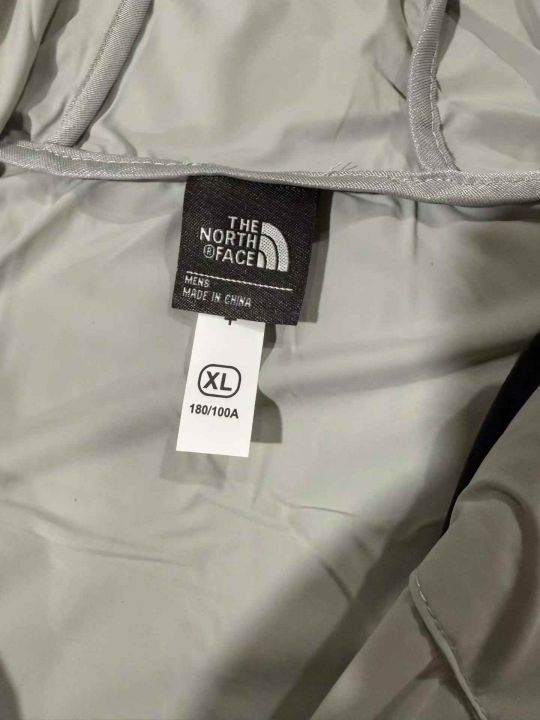 THE
NORTH
®FACE
MENS
MADE IN CHINA
XL
180/100A